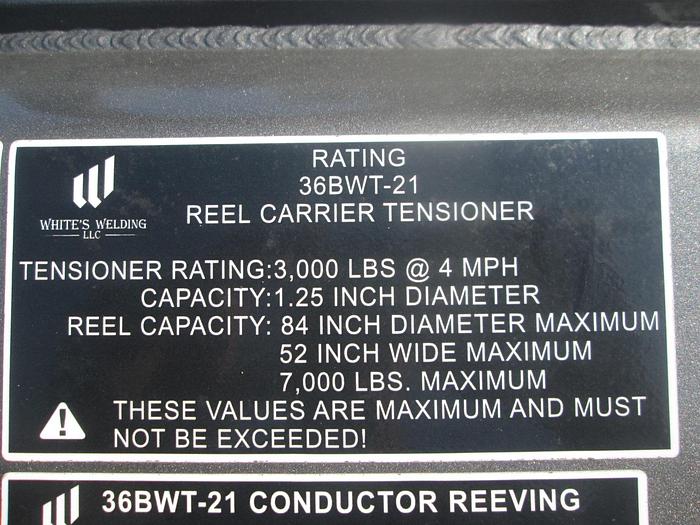 RATING
36BWT-21
REEL CARRIER TENSIONER
WHITE'S WELDING
LLC
TENSIONER RATING:3,000 LBS @ 4 MPH
CAPACITY:1.25 INCH DIAMETER
REEL CAPACITY: 84 INCH DIAMETER MAXIMUM
52 INCH WIDE MAXIMUM
7,000 LBS. MAXIMUM
! THESE VALUES ARE MAXIMUM AND MUST
NOT BE EXCEEDED!
36BWT-21 CONDUCTOR REEVING